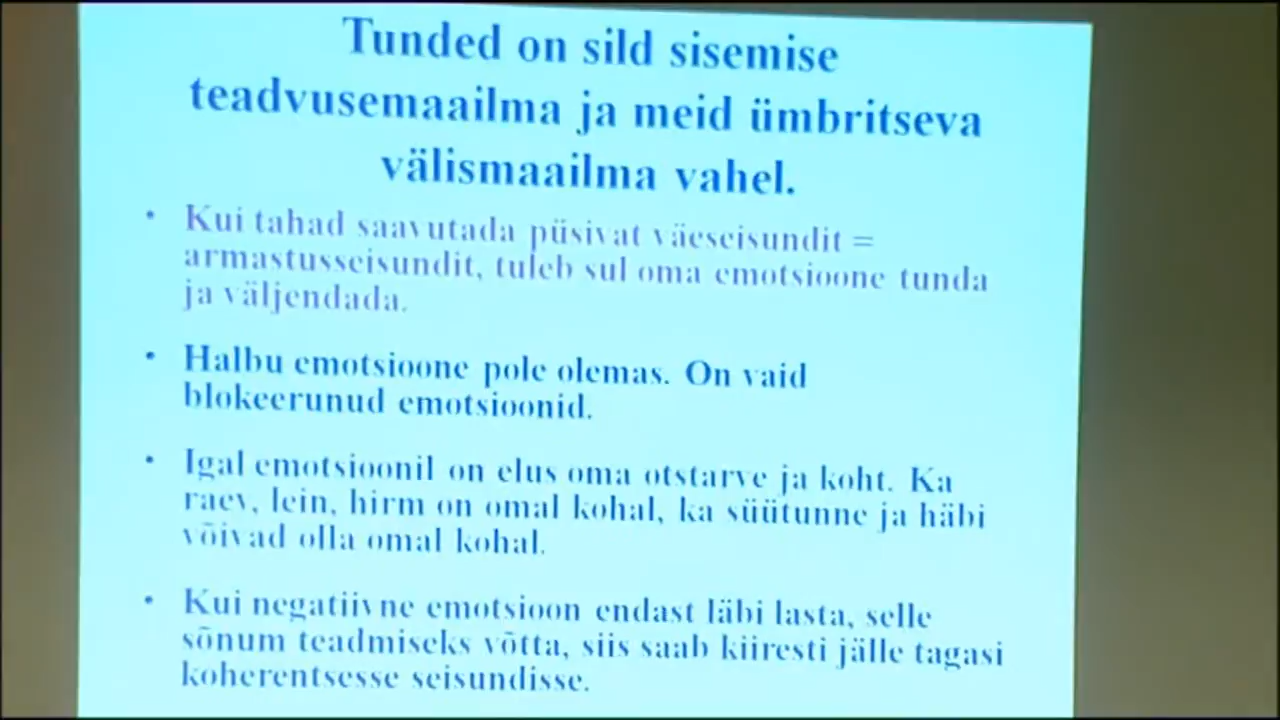 Tunded on sild sisemise
teadvusemaailma ja meid ümbritseva
välismaailma vahel.
• Kui tahad saavutada püsivat väeseisundit =
armastusseisundit, tuleb sul oma emotsioone tunda
ja väljendada.
• Halbu emotsioone pole olemas. On vaid
blokeerunud emotsioonid.
• Igal emotsioonil on elus oma otstarve ja koht. Ka
raev, lein, hirm on omal kohal, ka süütunne ja häbi
võivad olla omal kohal.
• Kui negatiivne emotsioon endast läbi lasta, selle
sõnum teadmiseks võtta, siis saab kiiresti jälle tagasi
koherentsesse seisundisse.